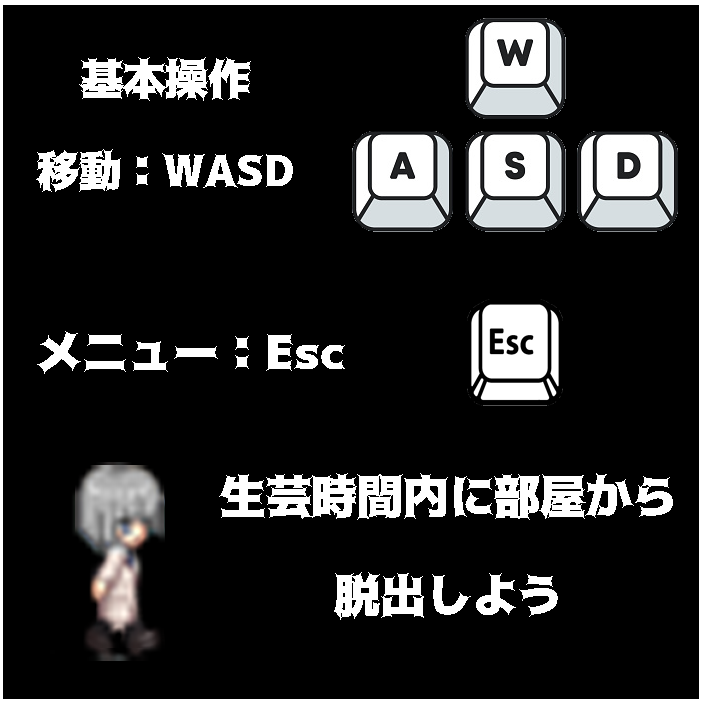 基本操作
W
移動：WASD
A S D
メニュー：Esc
Esc
生芸時間内に部屋から
脱出しよう